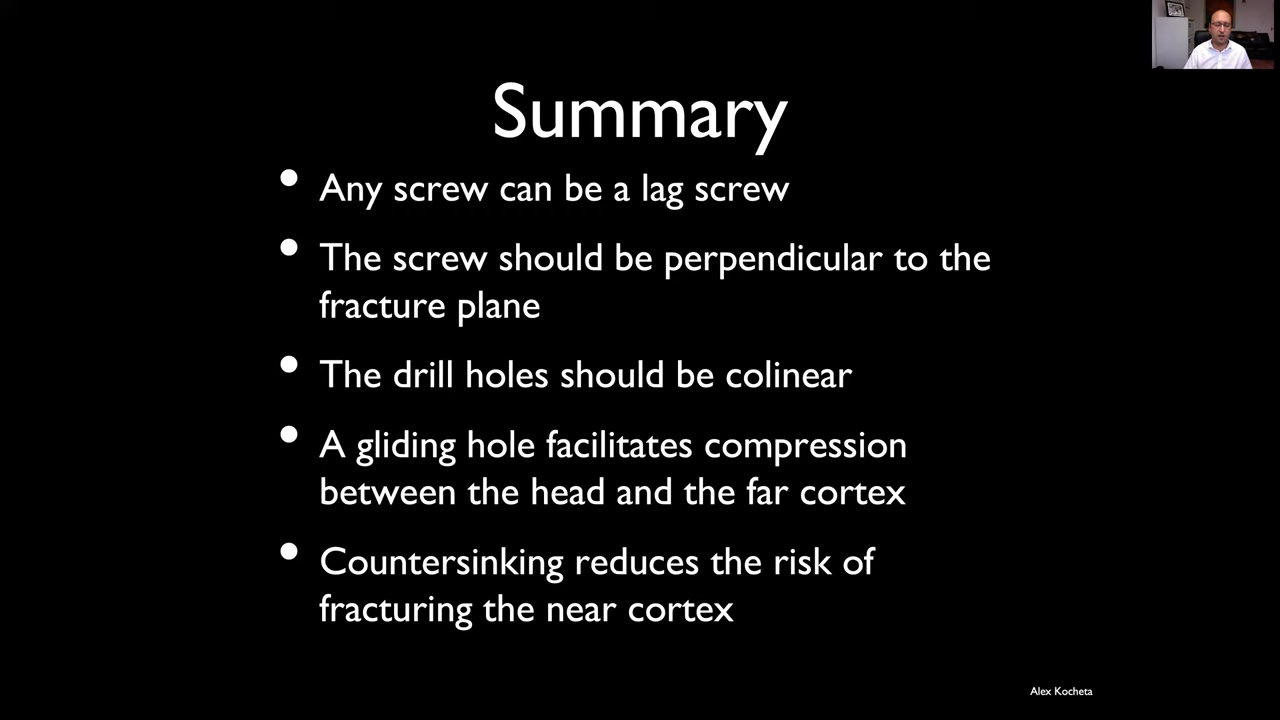 Summary
• Any screw can be a lag screw
• The screw should be perpendicular to the
fracture plane
• The drill holes should be colinear
• A gliding hole facilitates compression
between the head and the far cortex
• Countersinking reduces the risk of
fracturing the near cortex
Alex Kocheta